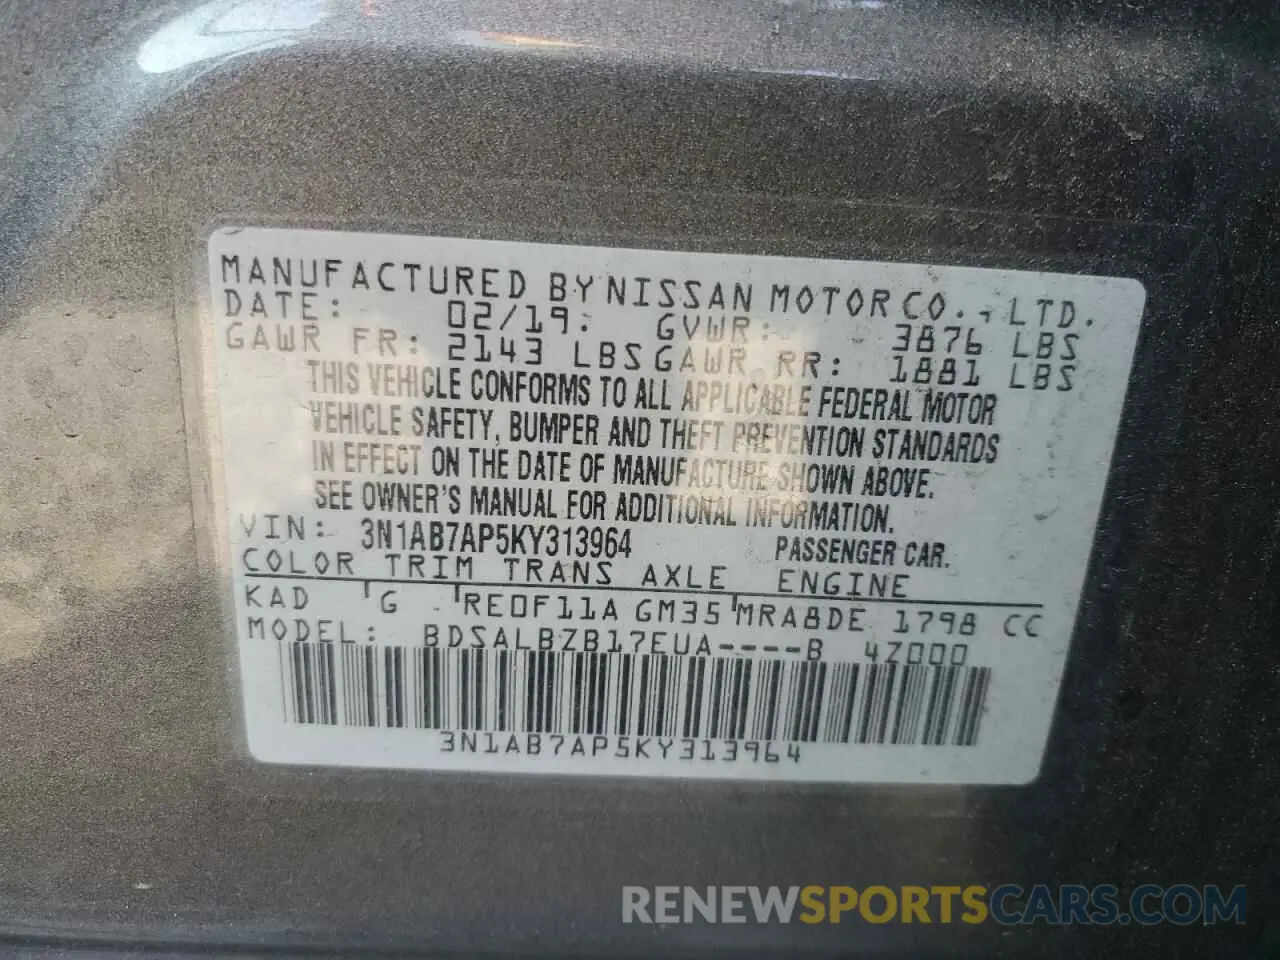 MANUFACTURED BY NISSAN MOTOR CO., LTD.
DATE: 02/19: GVWR: 3876 LBS
GAWR FR: 2143 LBS GAWR RR: 1881 LBS
THIS VEHICLE CONFORMS TO ALL APPLICABLE FEDERAL MOTOR
VEHICLE SAFETY, BUMPER AND THEFT PREVENTION STANDARDS
IN EFFECT ON THE DATE OF MANUFACTURE SHOWN ABOVE.
SEE OWNER'S MANUAL FOR ADDITIONAL INFORMATION.
VIN: 3N1AB7AP5KY313964 PASSENGER CAR.
COLOR TRIM TRANS AXLE ENGINE
KAD G RE0F11A GM35 MRA8DE 1798 CC
MODEL: BDSALBZB17EUA----B 4Z000
3N1AB7AP5KY313964
RENEWSPORTSCARS.COM